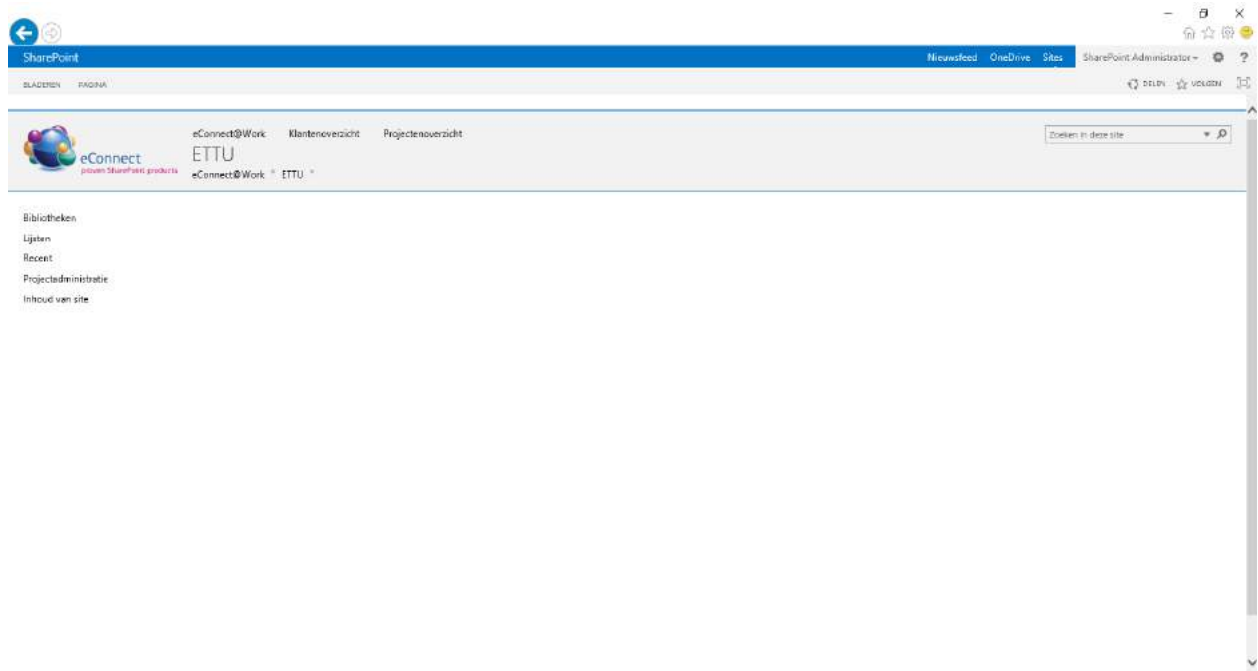 SharePoint
Nieuwsfeed OneDrive Sites SharePoint Administrator ?
BLADEREN PAGINA
DELEN VOLGEN
eConnect
proven SharePoint products
eConnect@Work Klantenoverzicht Projectenoverzicht
ETTU
eConnect@Work ETTU
Zoeken in deze site
Bibliotheken
Lijsten
Recent
Projectadministratie
Inhoud van site